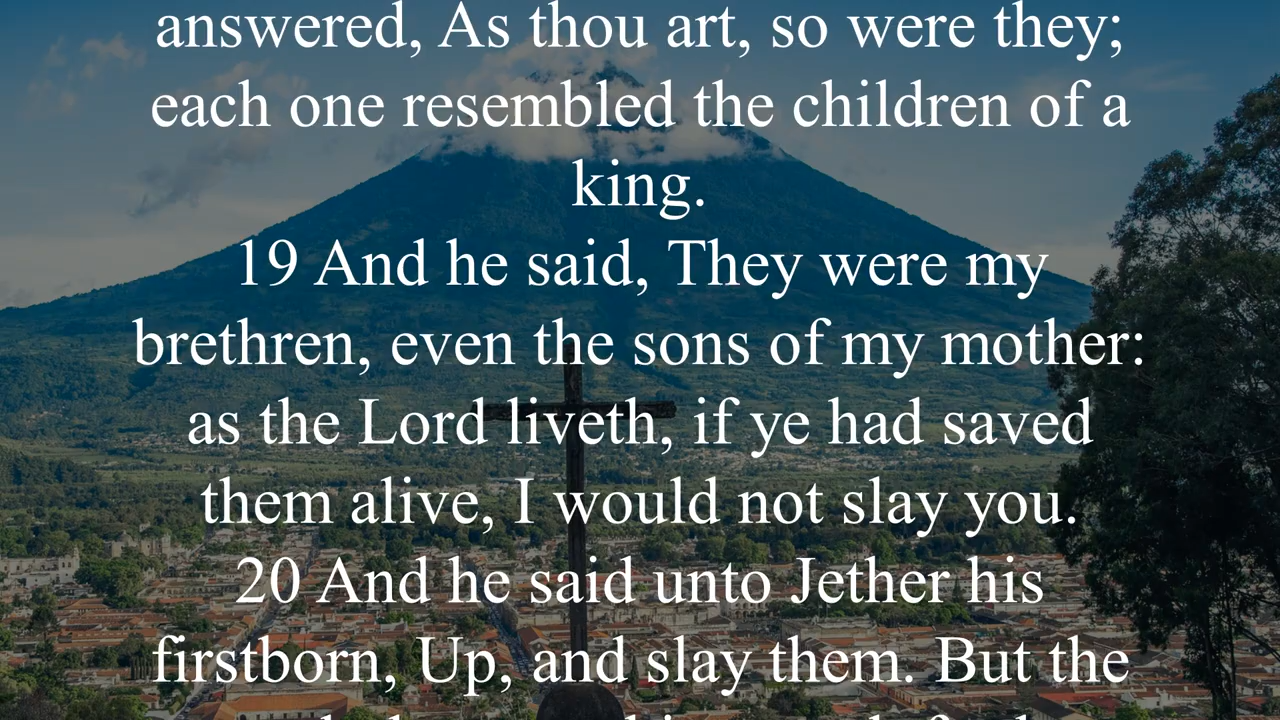 answered, As thou art, so were they;
each one resembled the children of a
king.
19 And he said, They were my
brethren, even the sons of my mother:
as the Lord liveth, if ye had saved
them alive, I would not slay you.
20 And he said unto Jether his
firstborn, Up, and slay them. But the